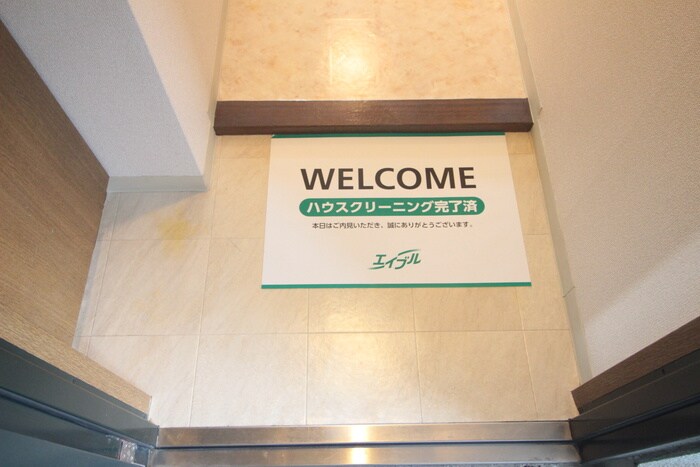 WELCOME
ハウスクリーニング完了済
本日はご内見いただき、誠にありがとうございます。
エイブル